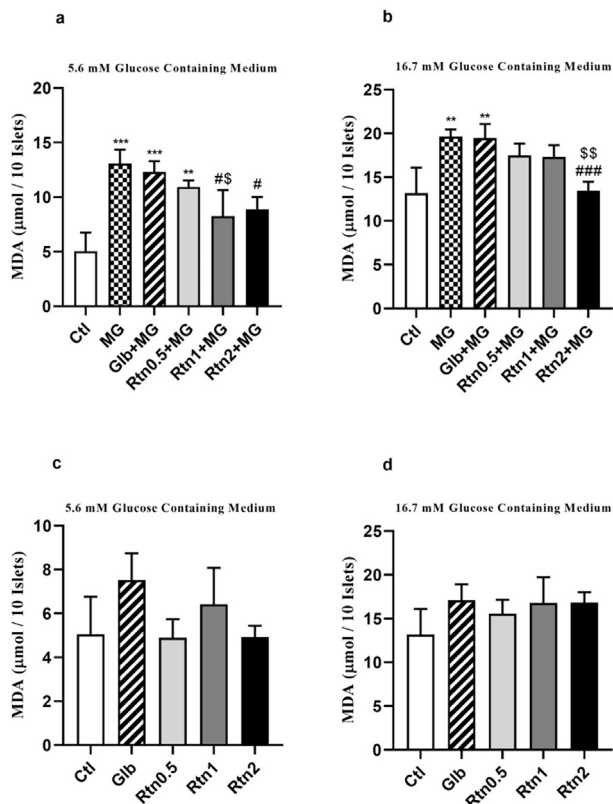 a
5.6 mM Glucose Containing Medium
MDA (µmol / 10 Islets)
20
15
10
5
0
***
***
**
#$
#
Ctl
MG
Glb+MG
Rtn0.5+MG
Rtn1+MG
Rtn2+MG
b
16.7 mM Glucose Containing Medium
MDA (µmol / 10 Islets)
25
20
15
10
5
0
**
**
$$
###
Ctl
MG
Glb+MG
Rtn0.5+MG
Rtn1+MG
Rtn2+MG
c
5.6 mM Glucose Containing Medium
MDA (µmol / 10 Islets)
10
8
6
4
2
0
Ctl
Glb
Rtn0.5
Rtn1
Rtn2
d
16.7 mM Glucose Containing Medium
MDA (µmol / 10 Islets)
25
20
15
10
5
0
Ctl
Glb
Rtn0.5
Rtn1
Rtn2